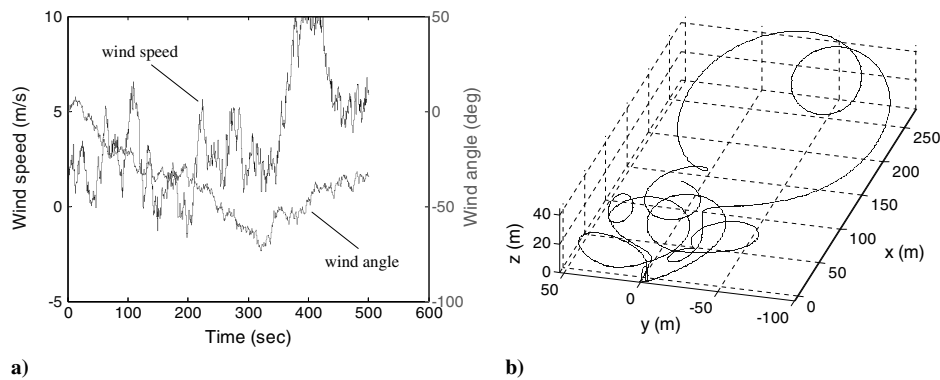 10
5
0
-5
Wind speed (m/s)
wind speed
wind angle
50
0
-50
-100
Wind angle (deg)
0 100 200 300 400 500 600
Time (sec)
a)
b)
40
20
0
z (m)
50
0
-50
-100
y (m)
0
50
100
150
200
250
x (m)